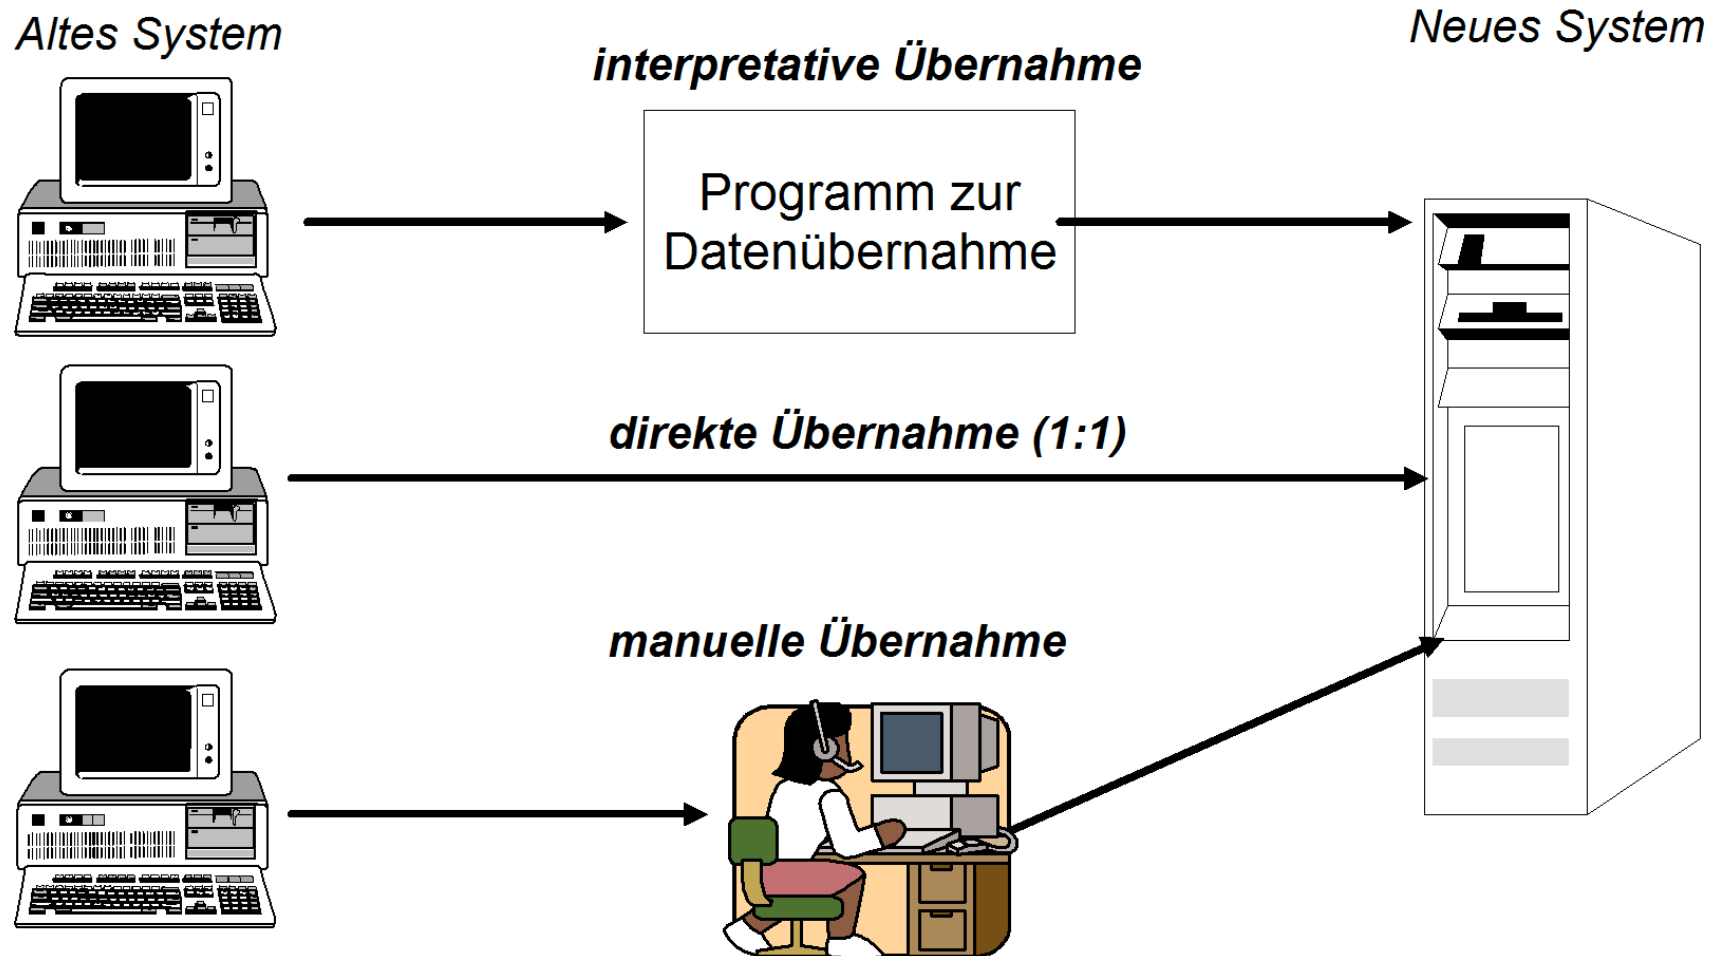 Altes System
Neues System
interpretative Übernahme
Programm zur
Datenübernahme
direkte Übernahme (1:1)
manuelle Übernahme